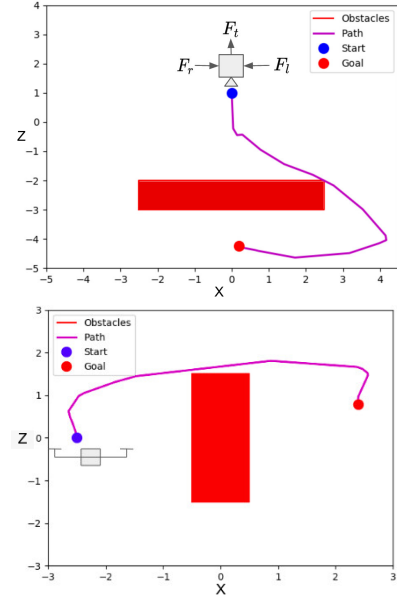 5
4
3
2
1
0
−1
−2
−3
−4
−5
Z
F_t
F_r
F_l
Obstacles
Path
Start
Goal
−5 −4 −3 −2 −1 0 1 2 3 4
X
3
2
1
0
−1
−2
−3
Z
Obstacles
Path
Start
Goal
−3 −2 −1 0 1 2 3
X